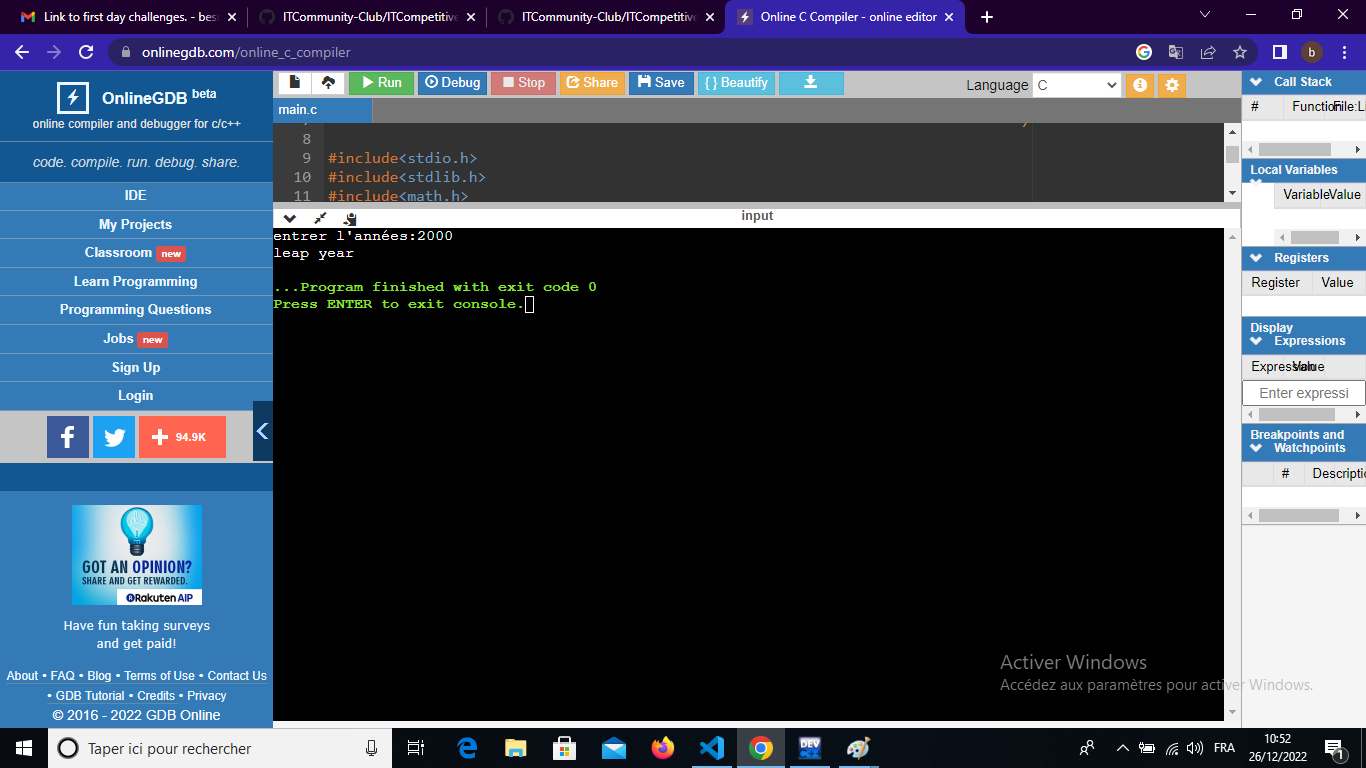 Link to first day challenges. - bes
ITCommunity-Club/ITCompetitive
ITCommunity-Club/ITCompetitive
Online C Compiler - online editor
onlinegdb.com/online_c_compiler
b
OnlineGDB beta
online compiler and debugger for c/c++
code. compile. run. debug. share.
IDE
My Projects
Classroom new
Learn Programming
Programming Questions
Jobs new
Sign Up
Login
f
94.9K
GOT AN OPINION?
SHARE AND GET REWARDED.
Rakuten AIP
Have fun taking surveys
and get paid!
About • FAQ • Blog • Terms of Use • Contact Us
• GDB Tutorial • Credits • Privacy
© 2016 - 2022 GDB Online
Run
Debug
Stop
Share
Save
{ } Beautify
Language C
main.c
8
9 #include<stdio.h>
10 #include<stdlib.h>
11 #include<math.h>
input
entrer l'années:2000
leap year
...Program finished with exit code 0
Press ENTER to exit console.
Call Stack
# Function File:Li
Local Variables
Variable Value
Registers
Register Value
Display
Expressions
Expression Value
Enter expressi
Breakpoints and
Watchpoints
# Descriptio
Activer Windows
Accédez aux paramètres pour activer Windows.
Taper ici pour rechercher
DEV
FRA
10:52
26/12/2022
1